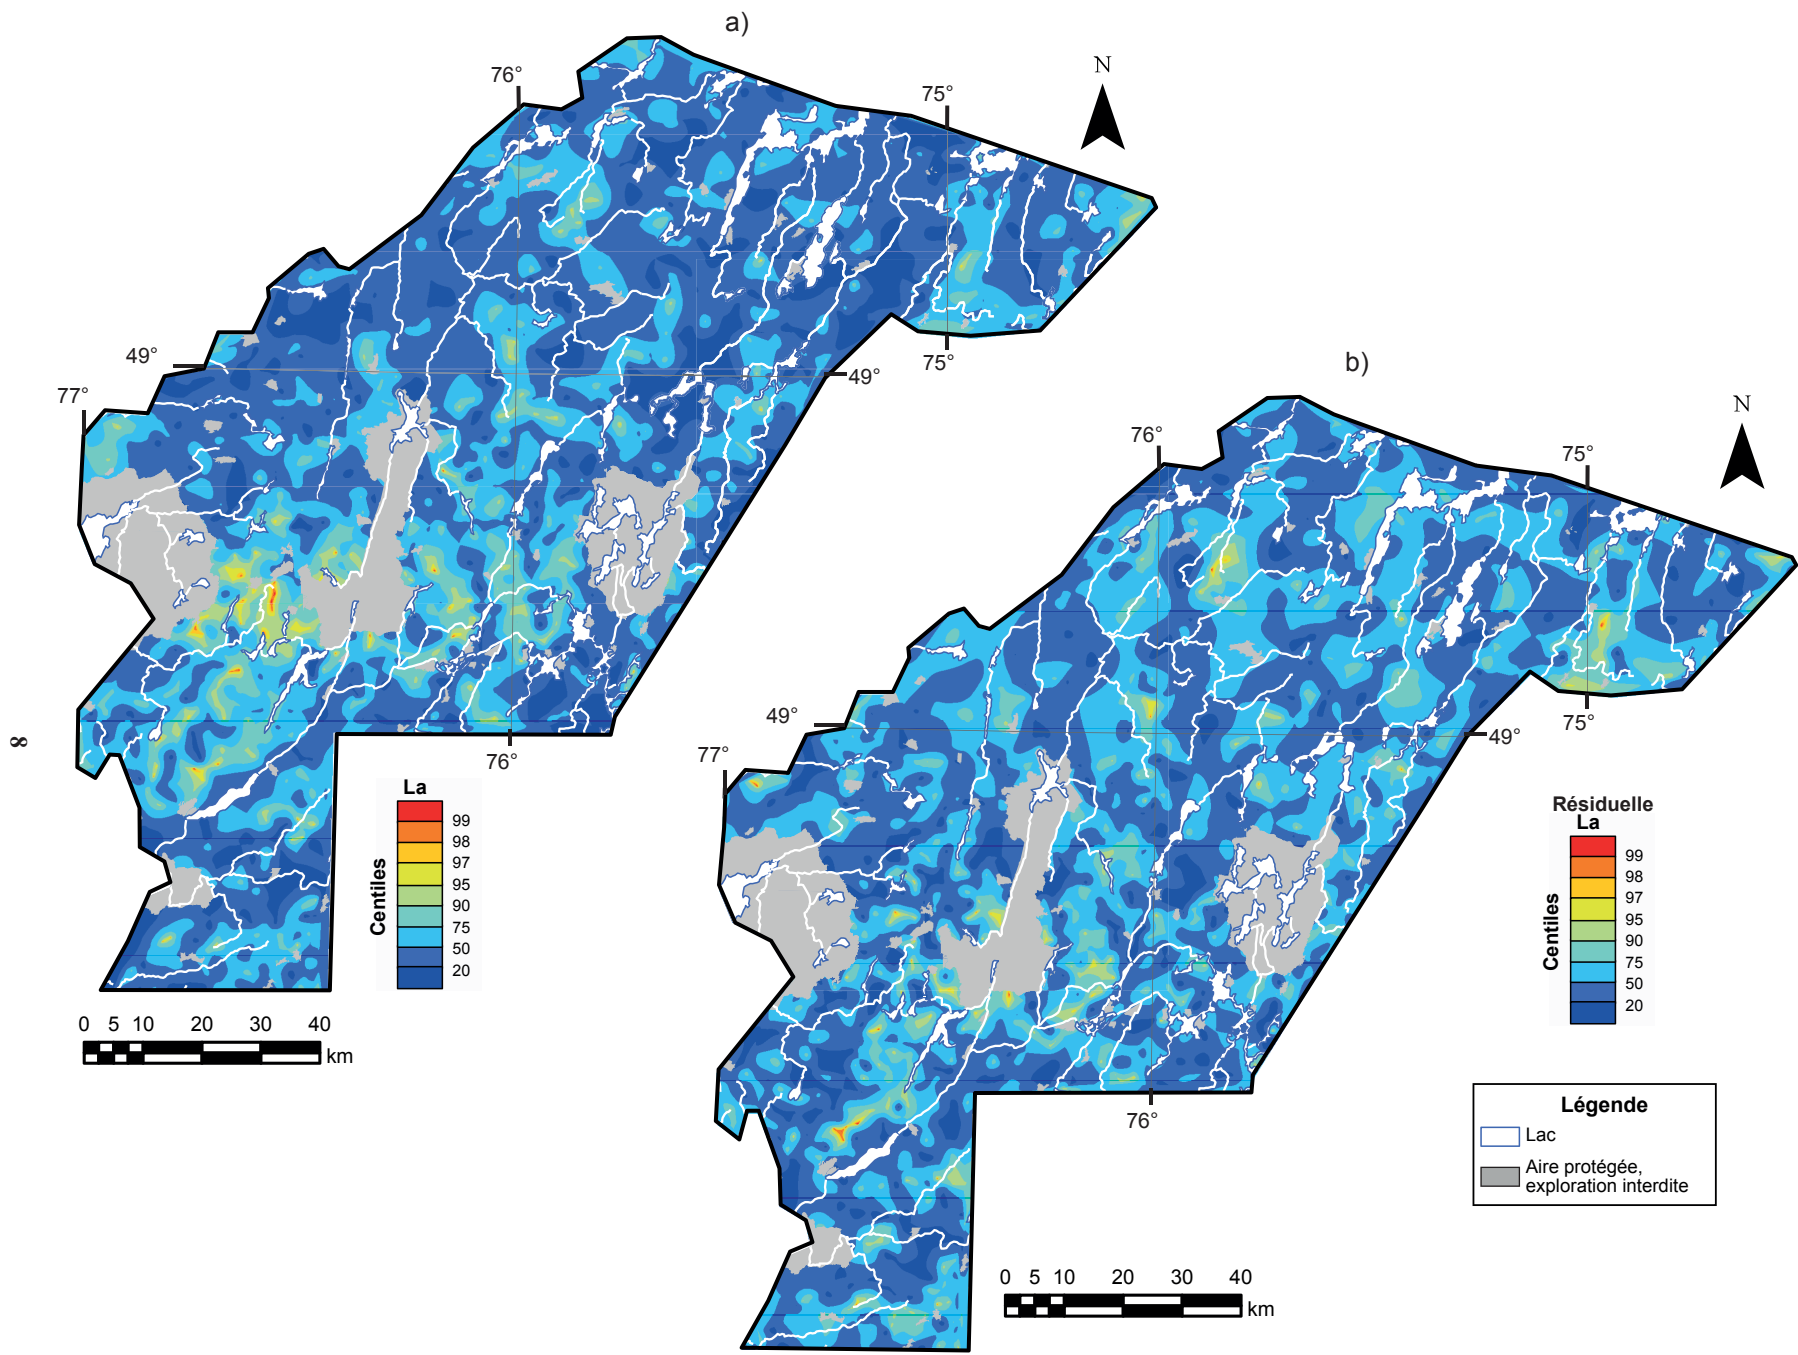 a)
N
76°
75°
49°
77°
49°
75°
76°
8
La
Centiles
99
98
97
95
90
75
50
20
0 5 10 20 30 40
km
b)
N
76°
75°
49°
77°
49°
75°
76°
Résiduelle
La
Centiles
99
98
97
95
90
75
50
20
Légende
Lac
Aire protégée,
exploration interdite
0 5 10 20 30 40
km